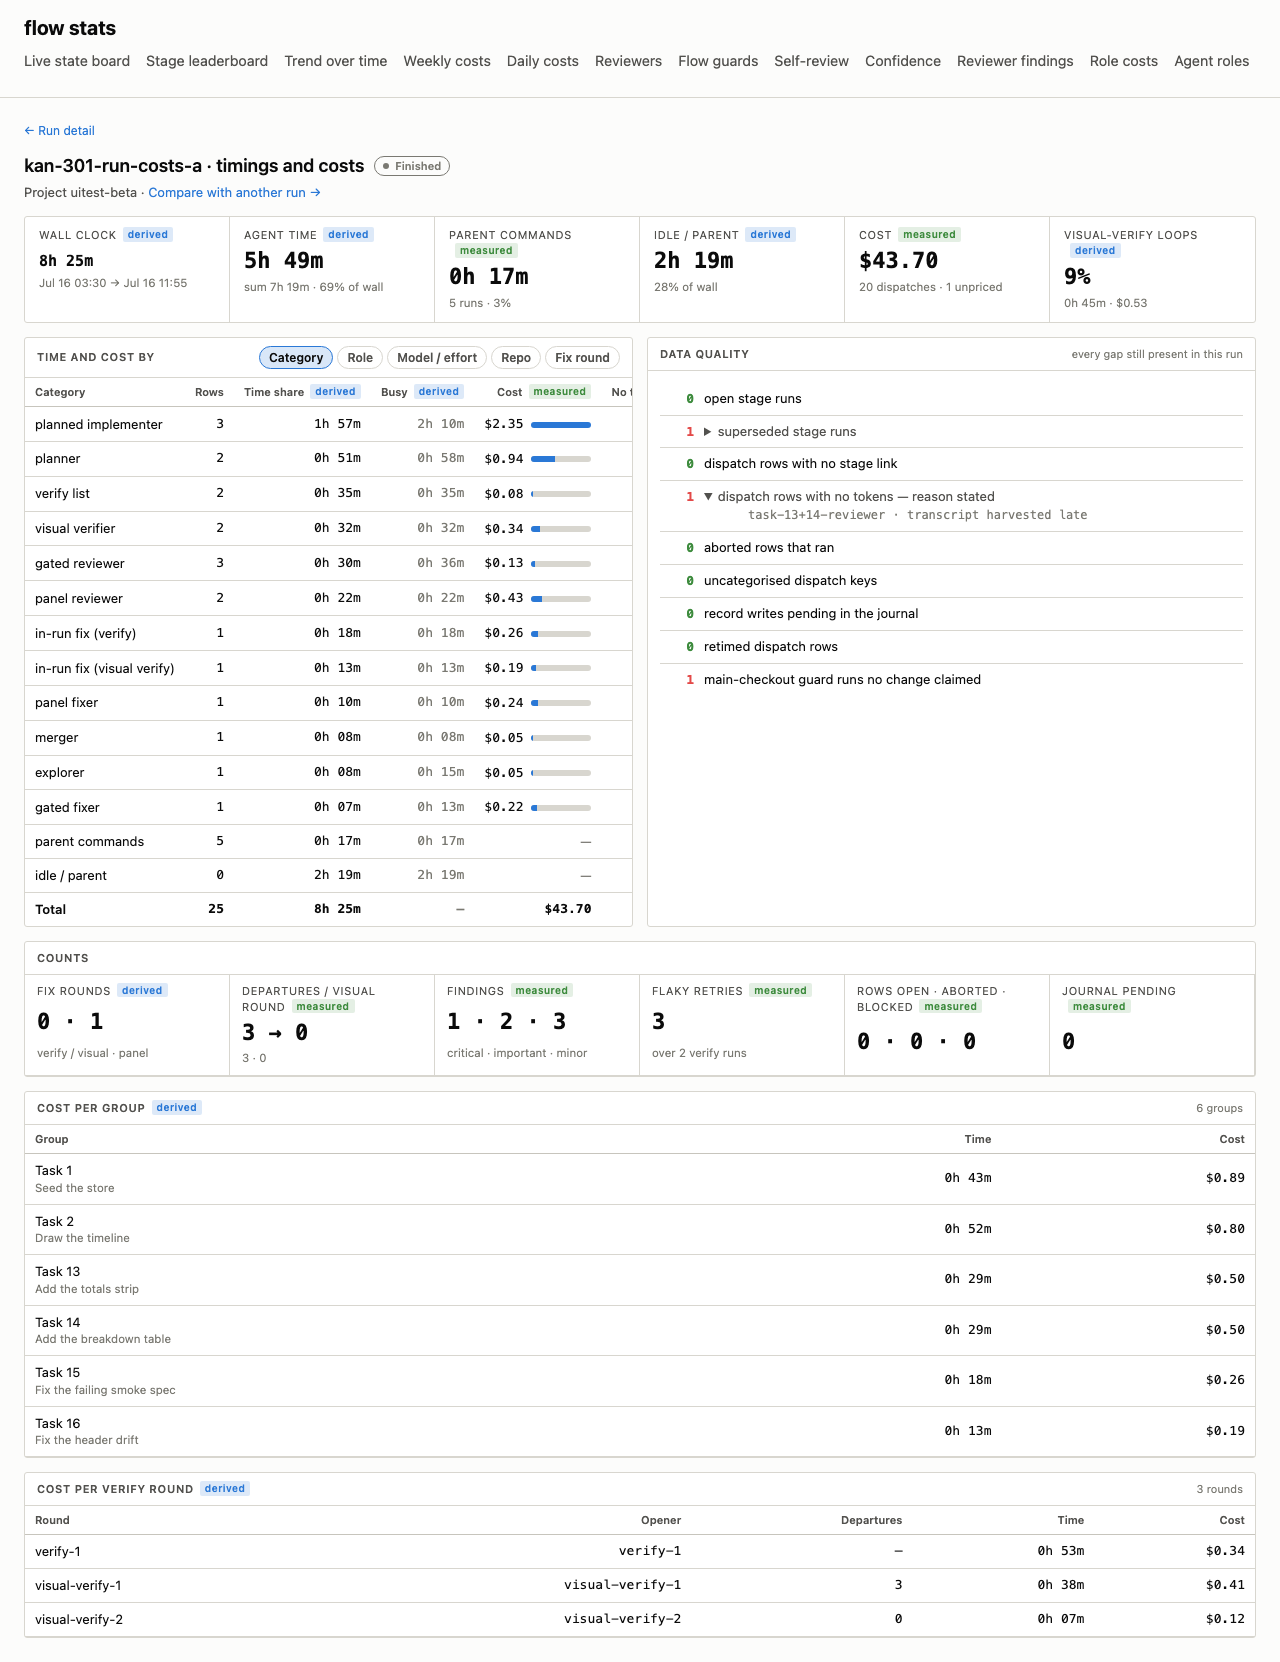 flow stats
Live state board Stage leaderboard Trend over time Weekly costs Daily costs Reviewers Flow guards Self-review Confidence Reviewer findings Role costs Agent roles
← Run detail
kan-301-run-costs-a · timings and costs Finished
Project uitest-beta · Compare with another run →
WALL CLOCK derived
8h 25m
Jul 16 03:30 → Jul 16 11:55
AGENT TIME derived
5h 49m
sum 7h 19m · 69% of wall
PARENT COMMANDS
measured
0h 17m
5 runs · 3%
IDLE / PARENT derived
2h 19m
28% of wall
COST measured
$43.70
20 dispatches · 1 unpriced
VISUAL-VERIFY LOOPS
derived
9%
0h 45m · $0.53
TIME AND COST BY Category Role Model / effort Repo Fix round
Category Rows Time share derived Busy derived Cost measured No
planned implementer 3 1h 57m 2h 10m $2.35
planner 2 0h 51m 0h 58m $0.94
verify list 2 0h 35m 0h 35m $0.08
visual verifier 2 0h 32m 0h 32m $0.34
gated reviewer 3 0h 30m 0h 36m $0.13
panel reviewer 2 0h 22m 0h 22m $0.43
in-run fix (verify) 1 0h 18m 0h 18m $0.26
in-run fix (visual verify) 1 0h 13m 0h 13m $0.19
panel fixer 1 0h 10m 0h 10m $0.24
merger 1 0h 08m 0h 08m $0.05
explorer 1 0h 08m 0h 15m $0.05
gated fixer 1 0h 07m 0h 13m $0.22
parent commands 5 0h 17m 0h 17m —
idle / parent 0 2h 19m 2h 19m —
Total 25 8h 25m — $43.70
DATA QUALITY every gap still present in this run
0 open stage runs
1 ▶ superseded stage runs
0 dispatch rows with no stage link
1 ▼ dispatch rows with no tokens — reason stated
task-13+14-reviewer · transcript harvested late
0 aborted rows that ran
0 uncategorised dispatch keys
0 record writes pending in the journal
0 retimed dispatch rows
1 main-checkout guard runs no change claimed
COUNTS
FIX ROUNDS derived
0 · 1
verify / visual · panel
DEPARTURES / VISUAL
ROUND measured
3 → 0
3 · 0
FINDINGS measured
1 · 2 · 3
critical · important · minor
FLAKY RETRIES measured
3
over 2 verify runs
ROWS OPEN · ABORTED ·
BLOCKED measured
0 · 0 · 0
JOURNAL PENDING
measured
0
COST PER GROUP derived 6 groups
Group Time Cost
Task 1
Seed the store
0h 43m $0.89
Task 2
Draw the timeline
0h 52m $0.80
Task 13
Add the totals strip
0h 29m $0.50
Task 14
Add the breakdown table
0h 29m $0.50
Task 15
Fix the failing smoke spec
0h 18m $0.26
Task 16
Fix the header drift
0h 13m $0.19
COST PER VERIFY ROUND derived 3 rounds
Round Opener Departures Time Cost
verify-1 verify-1 — 0h 53m $0.34
visual-verify-1 visual-verify-1 3 0h 38m $0.41
visual-verify-2 visual-verify-2 0 0h 07m $0.12